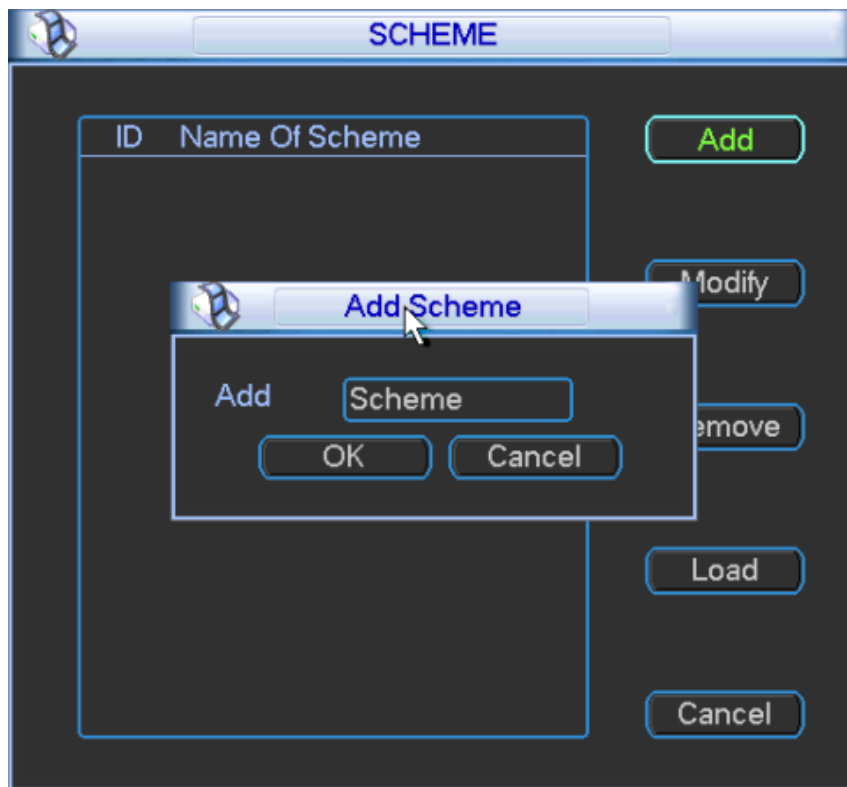 SCHEME
ID Name Of Scheme
Add
Modify
Add Scheme
Add Scheme
emove
OK Cancel
Load
Cancel